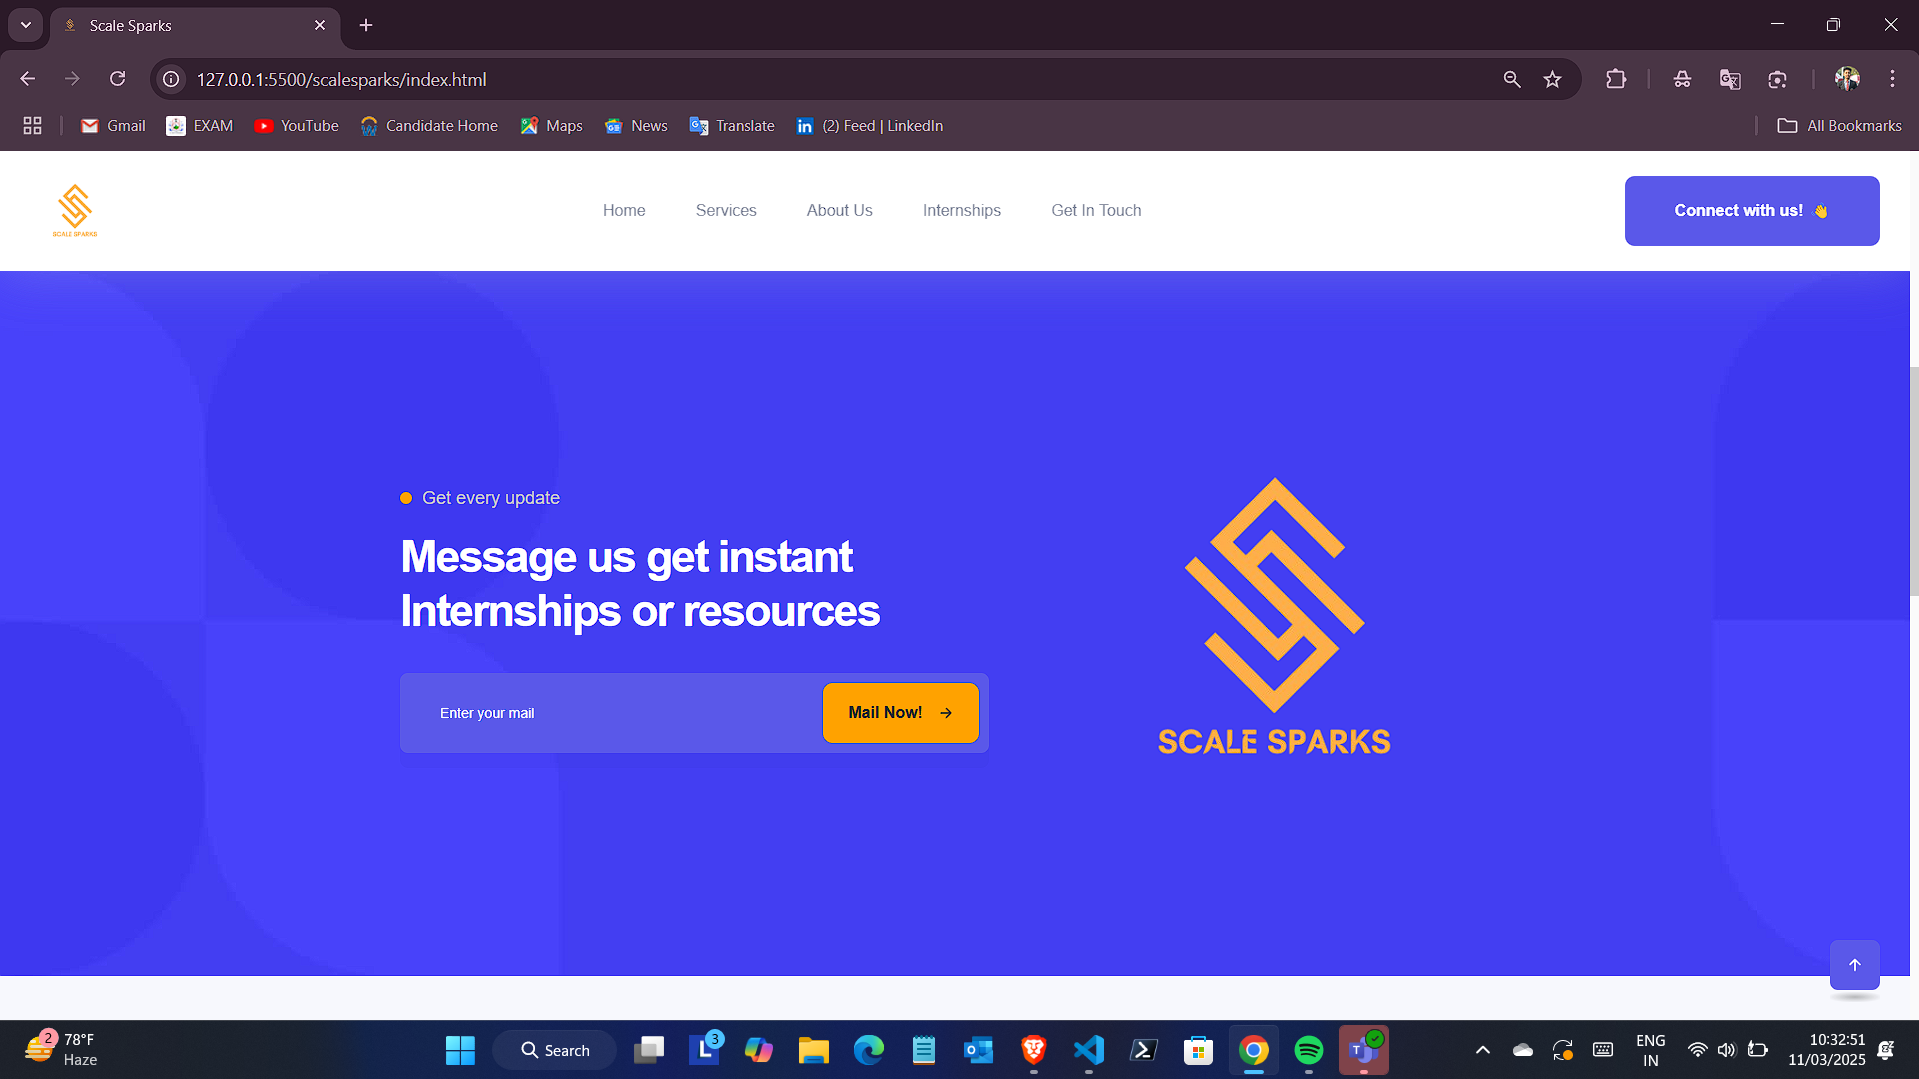 Scale Sparks
127.0.0.1:5500/scalesparks/index.html
Gmail
EXAM
YouTube
Candidate Home
Maps
News
Translate
(2) Feed | LinkedIn
All Bookmarks
SCALE SPARKS
Home
Services
About Us
Internships
Get In Touch
Connect with us! 👋
Get every update
Message us get instant
Internships or resources
Enter your mail
Mail Now! →
SCALE SPARKS
2
78°F
Haze
Search
L
3
ENG
IN
10:32:51
11/03/2025